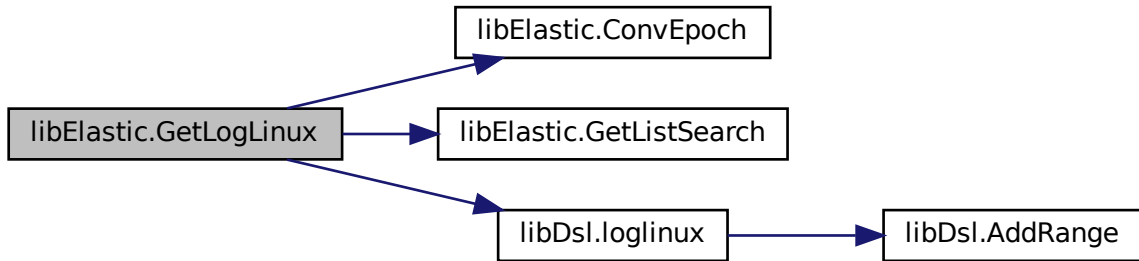 libElastic.ConvEpoch
libElastic.GetLogLinux
libElastic.GetListSearch
libDsl.loglinux
libDsl.AddRange